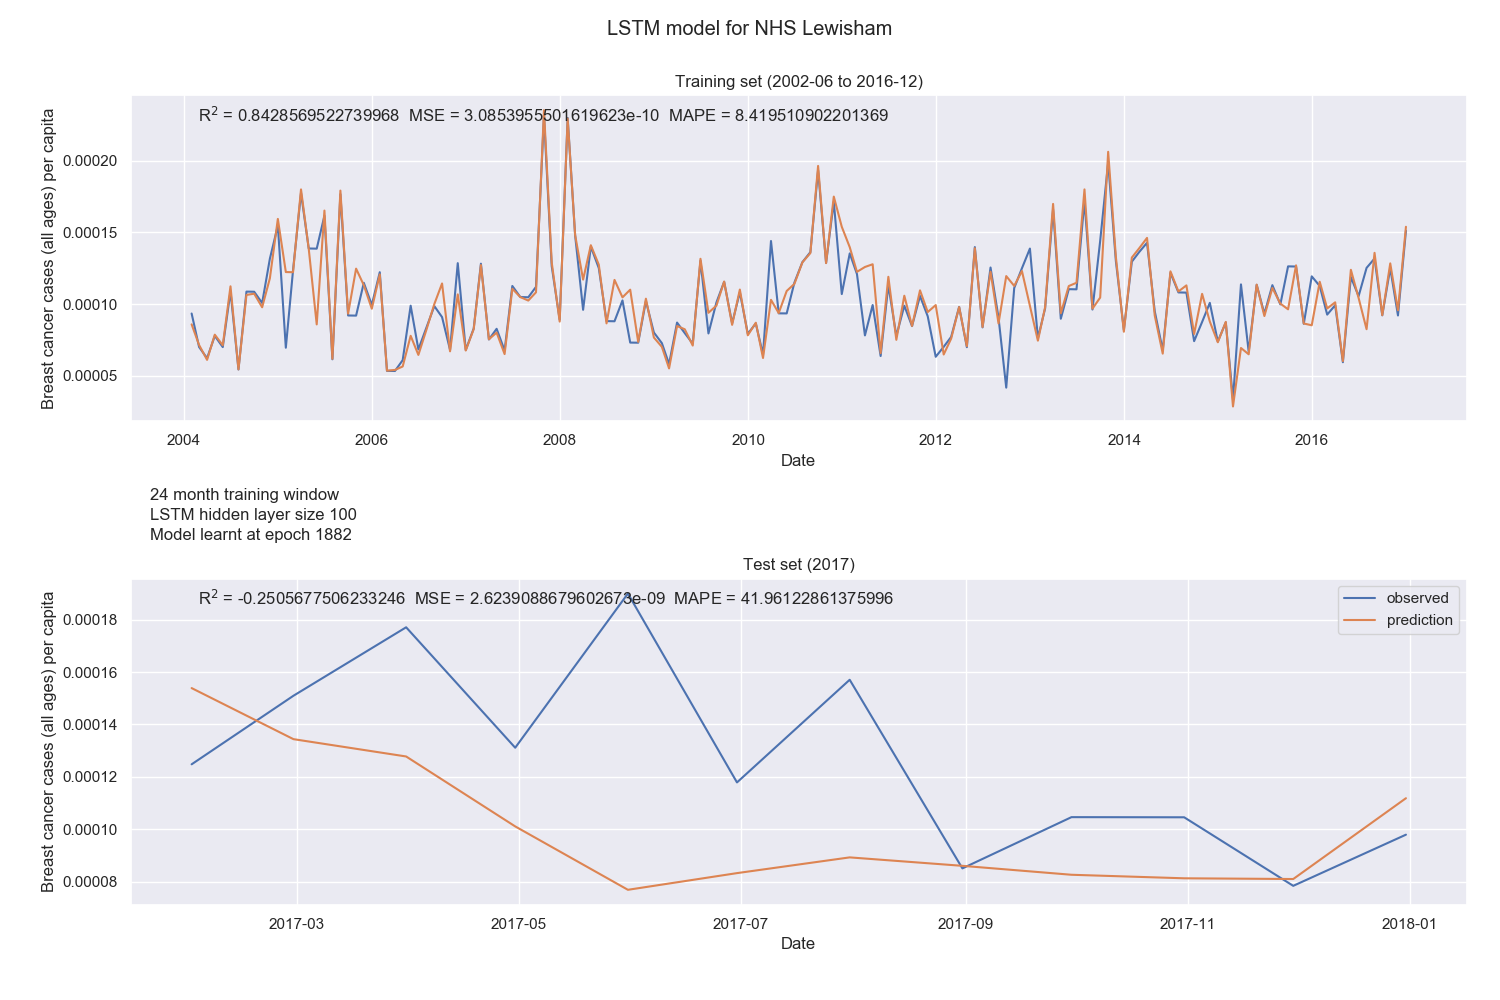 LSTM model for NHS Lewisham
Training set (2002-06 to 2016-12)
R² = 0.8428569522739968 MSE = 3.0853955501619623e-10 MAPE = 8.419510902201369
Breast cancer cases (all ages) per capita
0.00020
0.00015
0.00010
0.00005
2004 2006 2008 2010 2012 2014 2016
Date
24 month training window
LSTM hidden layer size 100
Model learnt at epoch 1882
Test set (2017)
R² = -0.2505677506233246 MSE = 2.6239088679602673e-09 MAPE = 41.96122861375996
observed
prediction
Breast cancer cases (all ages) per capita
0.00018
0.00016
0.00014
0.00012
0.00010
0.00008
2017-03 2017-05 2017-07 2017-09 2017-11 2018-01
Date